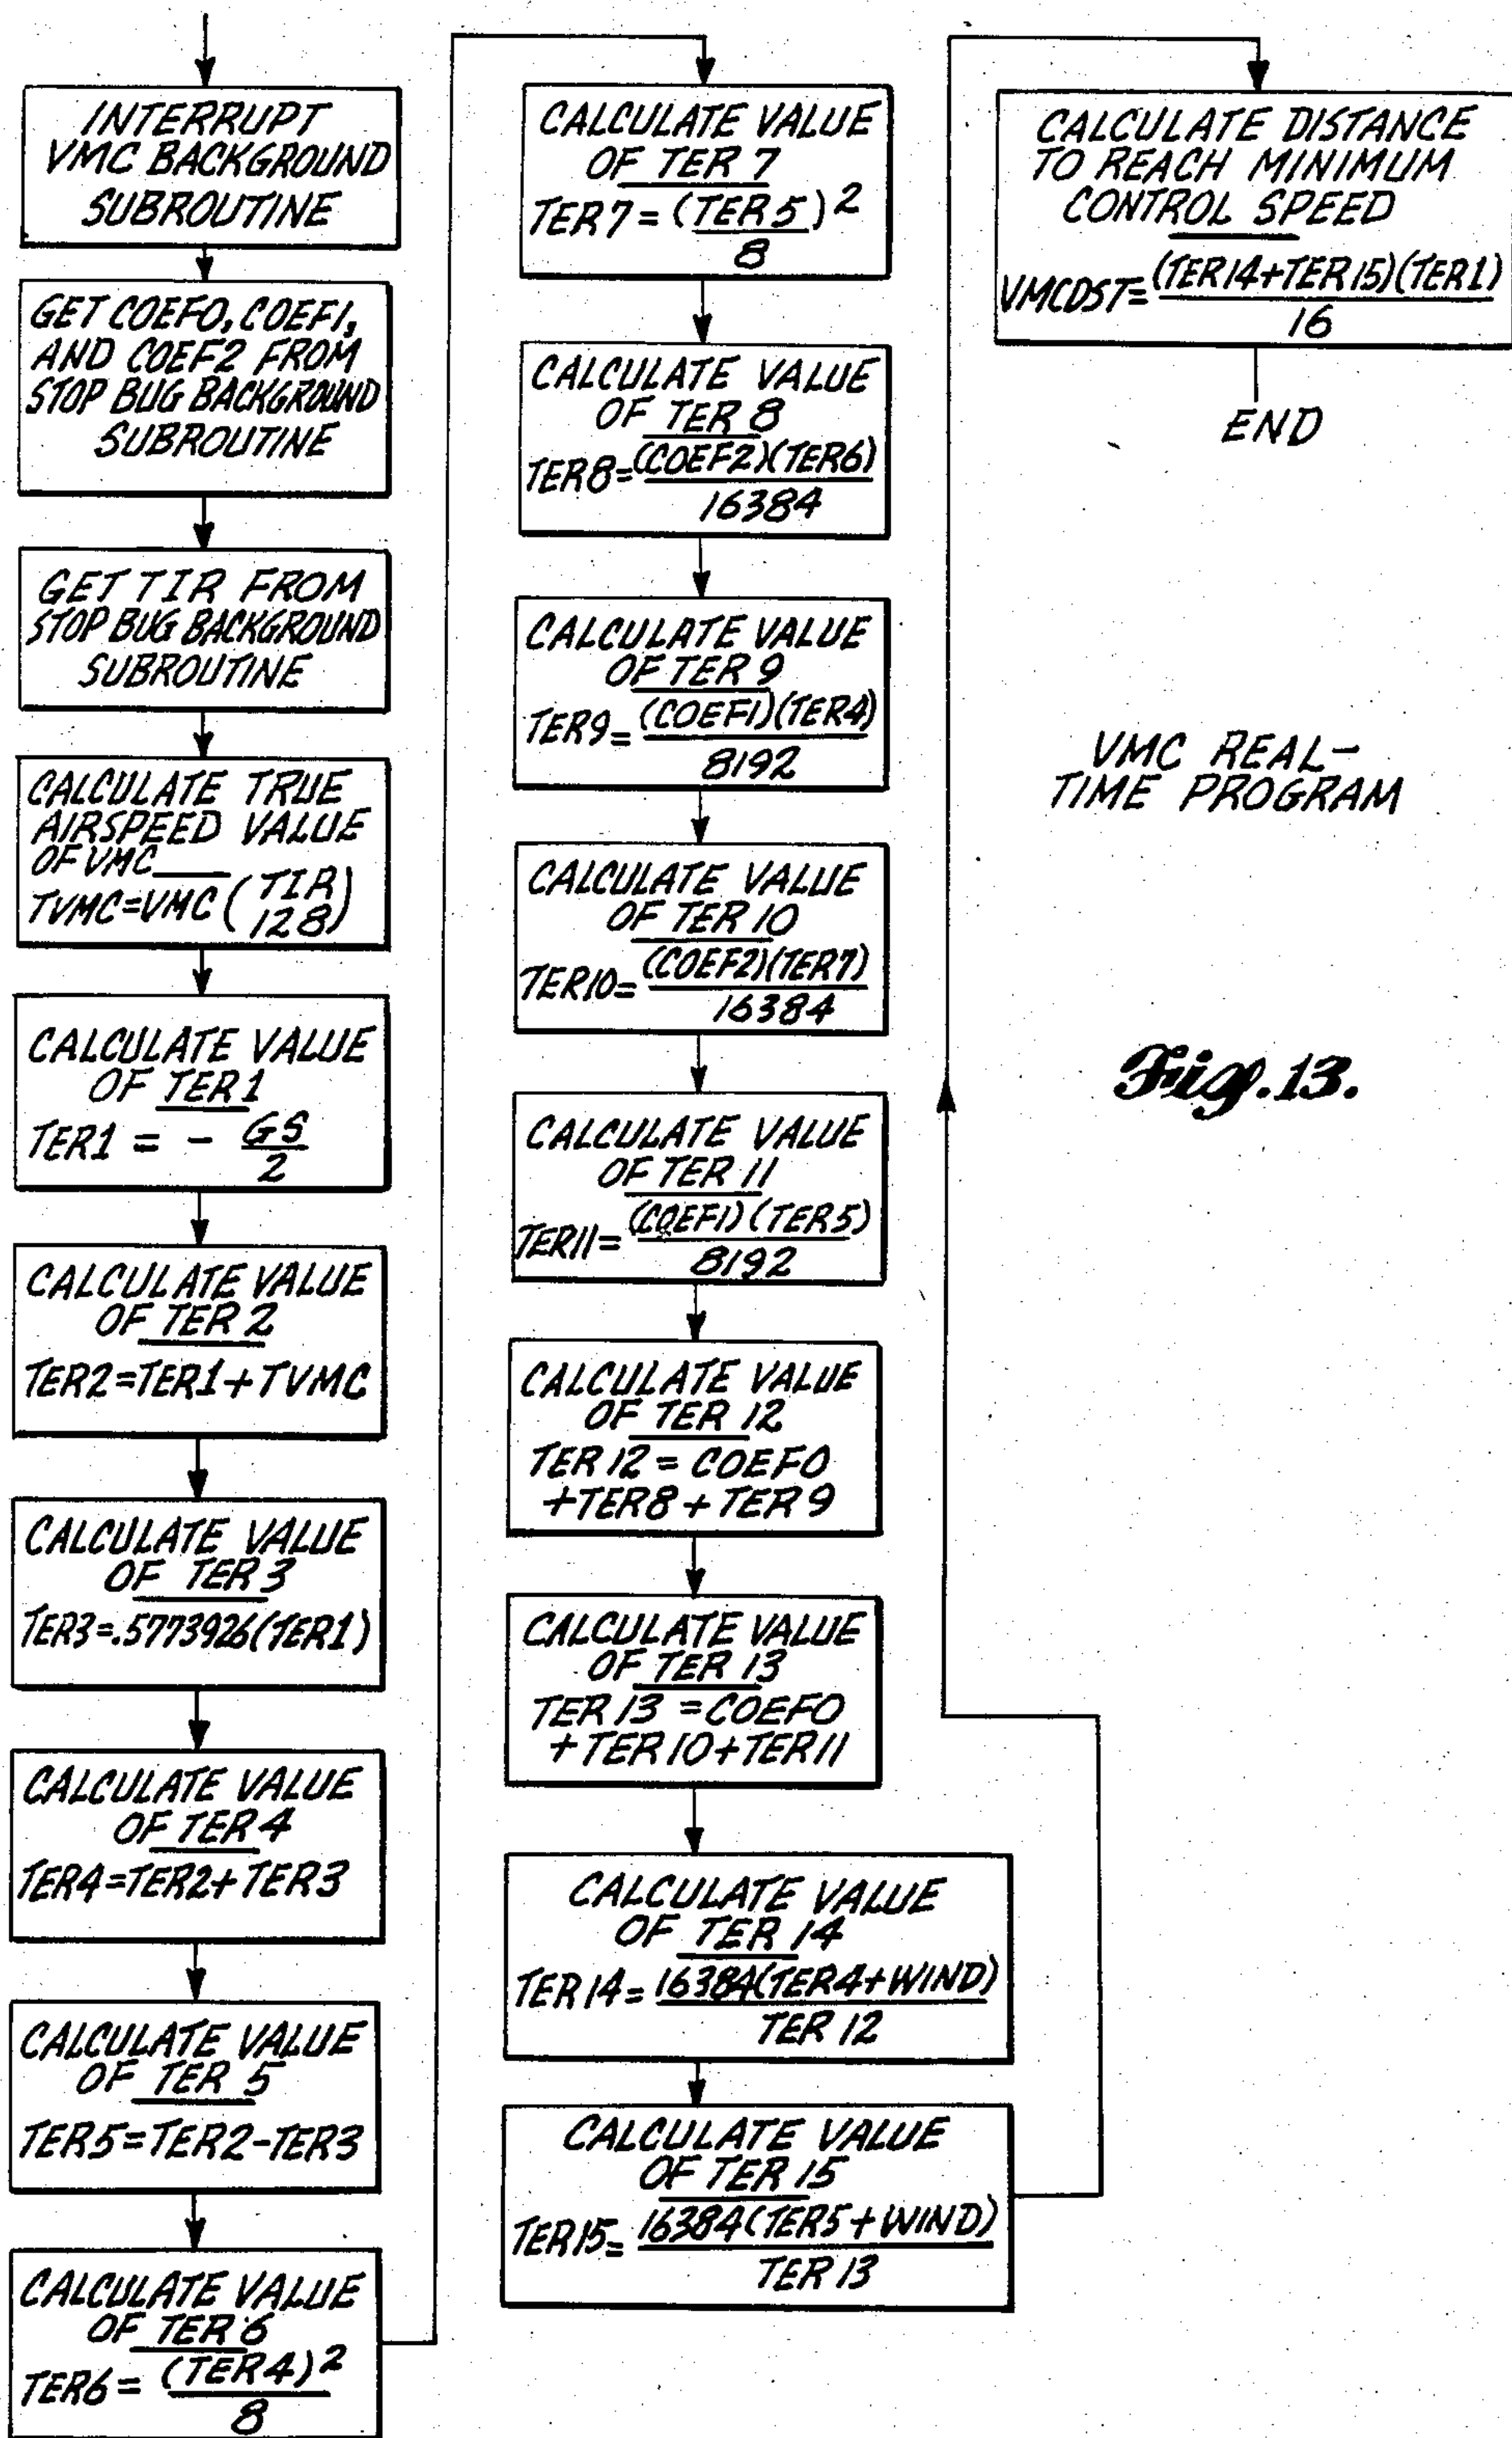 INTERRUPT
VMC BACKGROUND
SUBROUTINE
GET COEF0, COEF1,
AND COEF2 FROM
STOP BUG BACKGROUND
SUBROUTINE
GET TIR FROM
STOP BUG BACKGROUND
SUBROUTINE
CALCULATE TRUE
AIRSPEED VALUE
OF VMC
TVMC=VMC (TIR
128)
CALCULATE VALUE
OF TER1
TER1 = - GS
2
CALCULATE VALUE
OF TER 2
TER2=TER1+TVMC
CALCULATE VALUE
OF TER 3
TER3=.5773926(TER1)
CALCULATE VALUE
OF TER4
TER4=TER2+TER3
CALCULATE VALUE
OF TER 5
TER5=TER2-TER3
CALCULATE VALUE
OF TER 6
TER6= (TER4)2
8
CALCULATE VALUE
OF TER 7
TER7=(TER5)2
8
CALCULATE VALUE
OF TER 8
TER8=(COEF2)(TER6)
16384
CALCULATE VALUE
OF TER 9
TER9=(COEF1)(TER4)
8192
CALCULATE VALUE
OF TER 10
TER10=(COEF2)(TER7)
16384
CALCULATE VALUE
OF TER 11
TER11=(COEF1)(TER5)
8192
CALCULATE VALUE
OF TER 12
TER 12 = COEF0
+TER8+TER9
CALCULATE VALUE
OF TER 13
TER 13 =COEF0
+TER10+TER11
CALCULATE VALUE
OF TER 14
TER 14=16384(TER4+WIND)
TER 12
CALCULATE VALUE
OF TER 15
TER15=16384(TER5+WIND)
TER 13
CALCULATE DISTANCE
TO REACH MINIMUM
CONTROL SPEED
VMCDST=(TER14+TER15)(TER1)
16
END
VMC REAL-
TIME PROGRAM
Fig. 13.